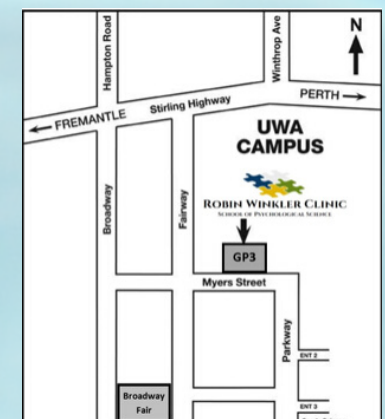 Hampton Road
Winthrop Ave
N
Stirling Highway
PERTH →
← FREMANTLE
UWA
CAMPUS
ROBIN WINKLER CLINIC
SCHOOL OF PSYCHOLOGICAL SCIENCE
Broadway
Fairway
GP3
Myers Street
Parkway
ENT 2
Broadway
Fair
ENT 3